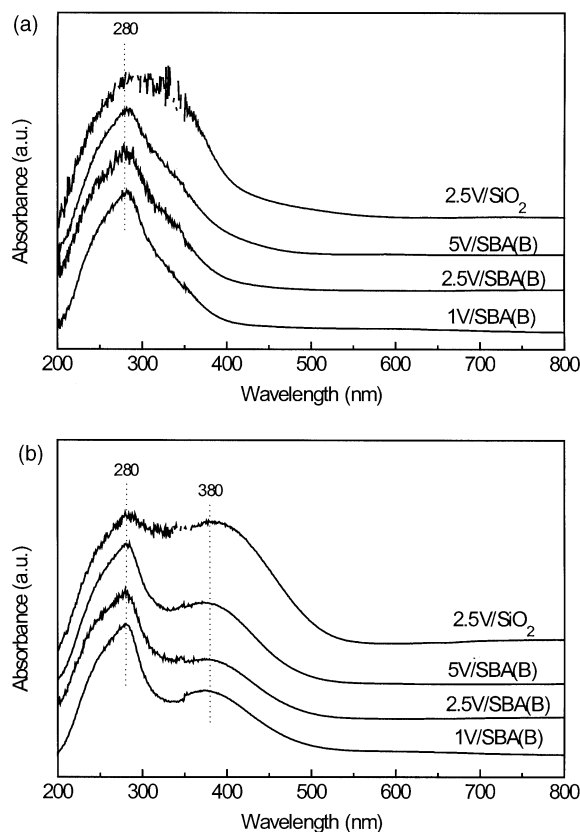 (a)
280
Absorbance (a.u.)
2.5V/SiO₂
5V/SBA(B)
2.5V/SBA(B)
1V/SBA(B)
200 300 400 500 600 700 800
Wavelength (nm)
(b)
280
380
Absorbance (a.u.)
2.5V/SiO₂
5V/SBA(B)
2.5V/SBA(B)
1V/SBA(B)
200 300 400 500 600 700 800
Wavelength (nm)